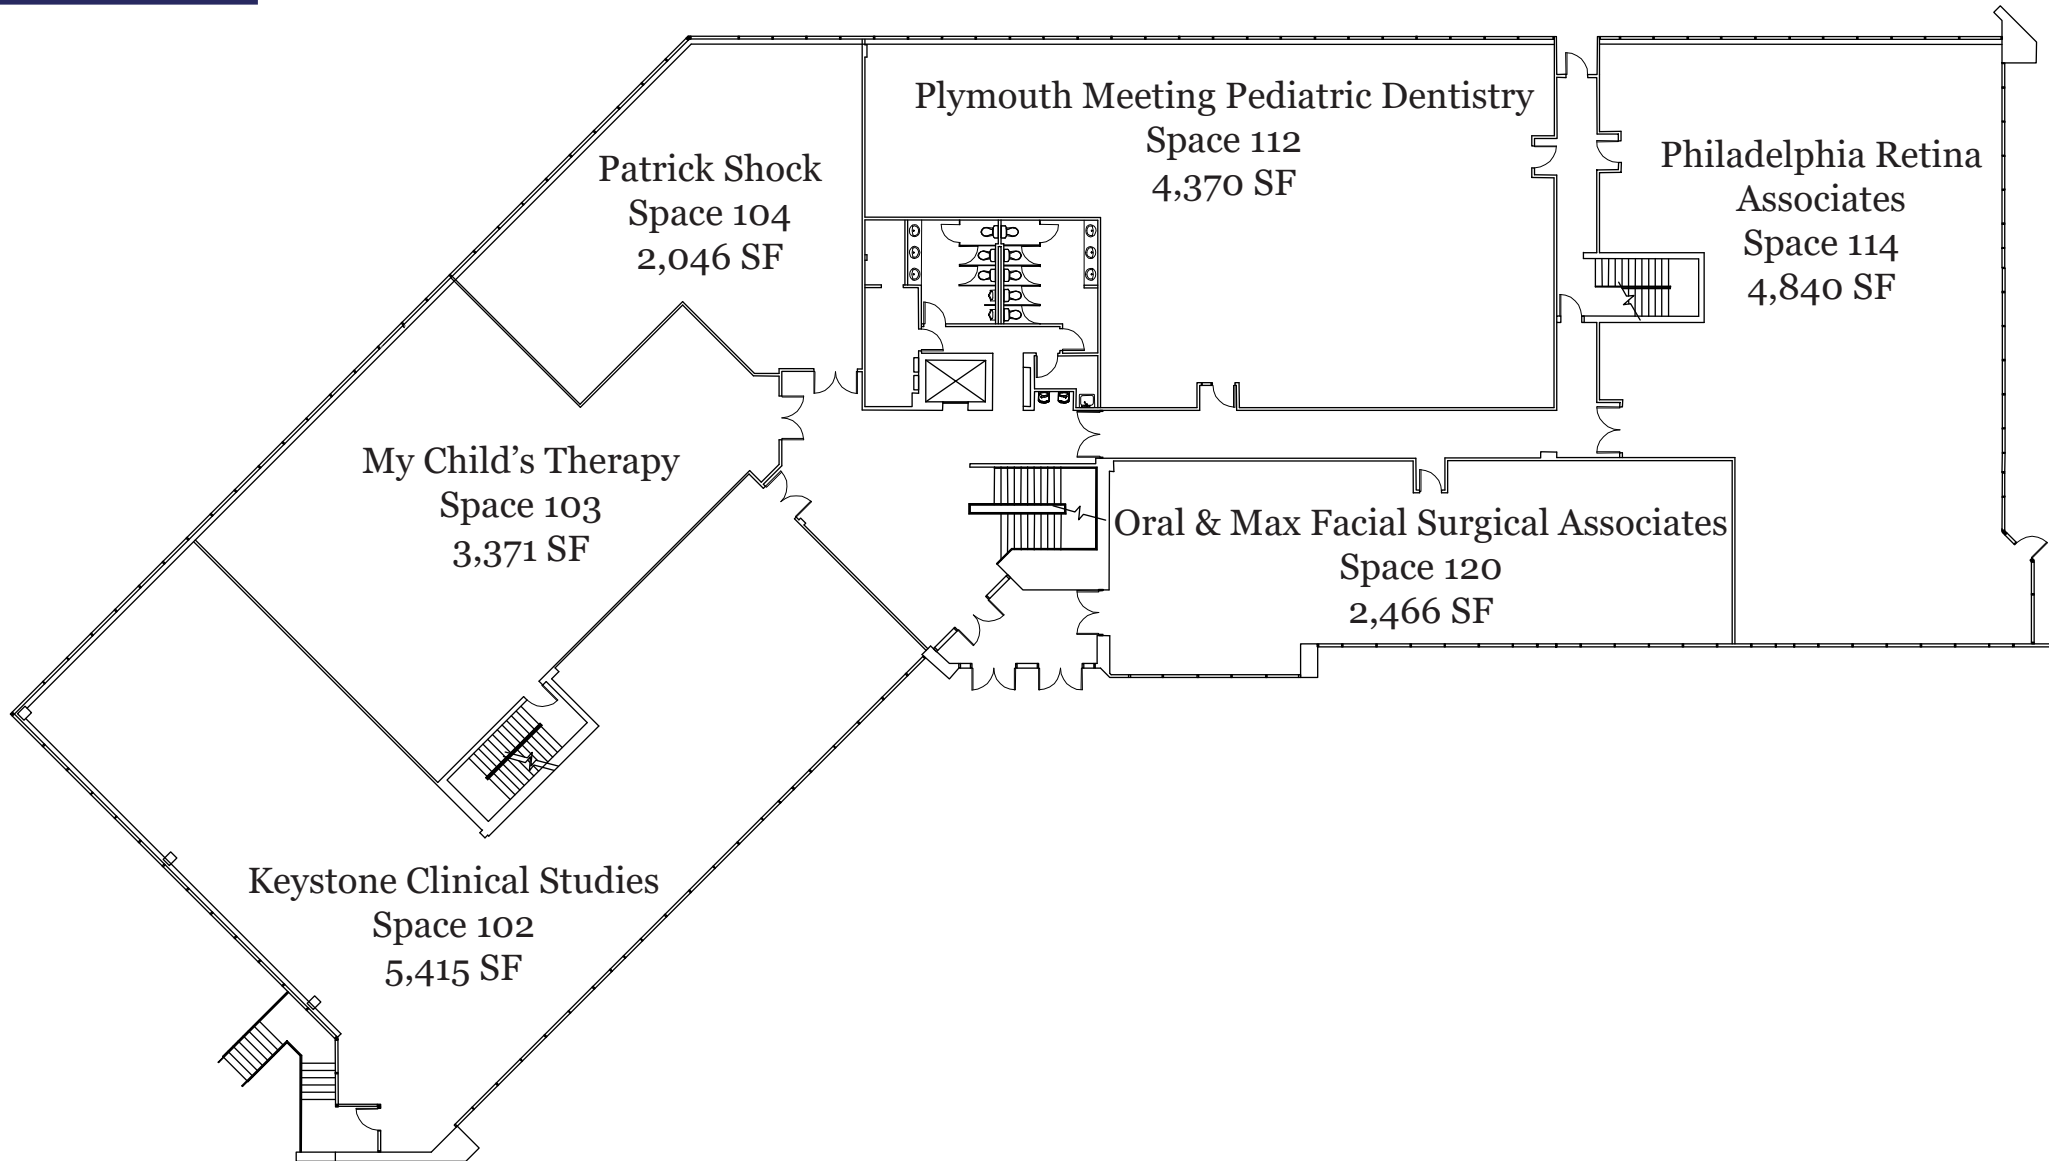 Plymouth Meeting Pediatric Dentistry
Space 112
4,370 SF
Patrick Shock
Space 104
2,046 SF
Philadelphia Retina
Associates
Space 114
4,840 SF
My Child’s Therapy
Space 103
3,371 SF
Oral & Max Facial Surgical Associates
Space 120
2,466 SF
Keystone Clinical Studies
Space 102
5,415 SF